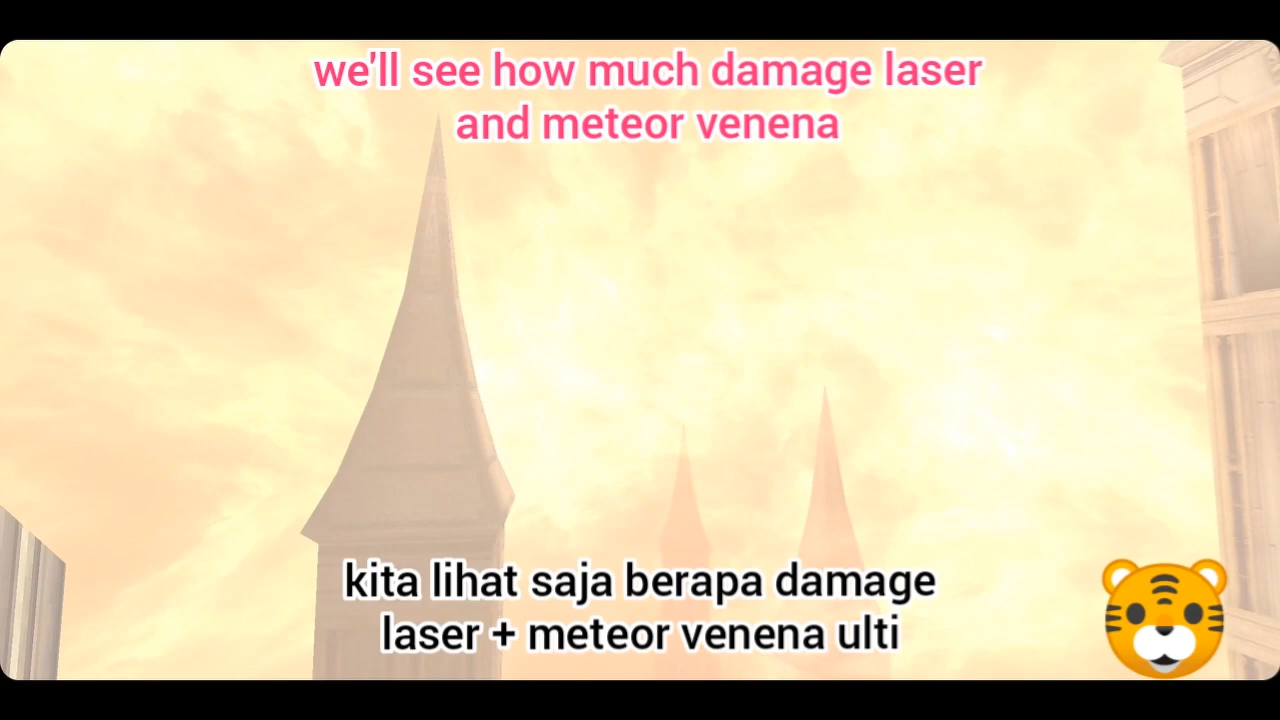 we'll see how much damage laser
and meteor venena
kita lihat saja berapa damage
laser + meteor venena ulti